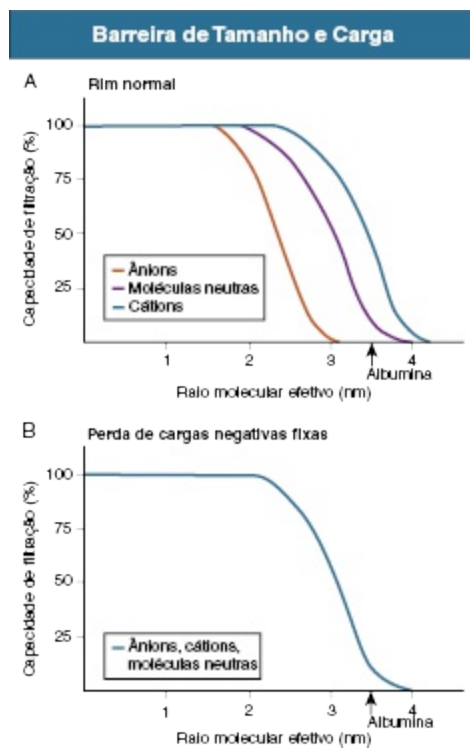 Barreira de Tamanho e Carga
A
Rim normal
Capacidade de filtração (%)
100
75
50
25
Ânions
Moléculas neutras
Cátions
1
2
3
4
Albumina
Raio molecular efetivo (nm)
B
Perda de cargas negativas fixas
Capacidade de filtração (%)
100
75
50
25
Ânions, cátions,
moléculas neutras
1
2
3
4
Albumina
Raio molecular efetivo (nm)